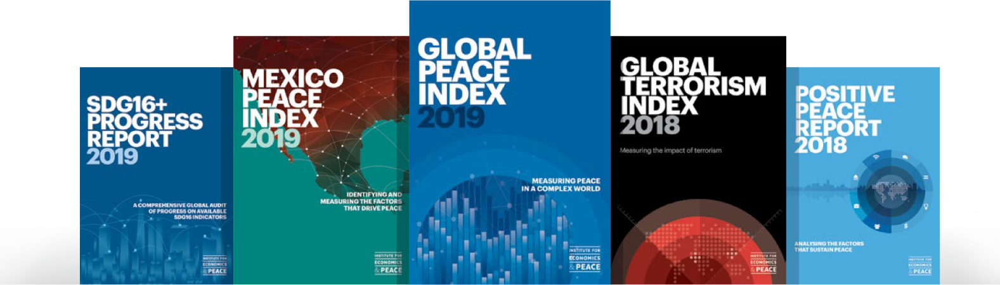 SDG16+
PROGRESS
REPORT
2019
A COMPREHENSIVE GLOBAL AUDIT
OF PROGRESS ON AVAILABLE
SDG16 INDICATORS
INSTITUTE FOR
ECONOMICS
& PEACE
MEXICO
PEACE
INDEX
2019
IDENTIFYING AND
MEASURING THE FACTORS
THAT DRIVE PEACE
INSTITUTE FOR
ECONOMICS
& PEACE
GLOBAL
PEACE
INDEX
2019
MEASURING PEACE
IN A COMPLEX WORLD
INSTITUTE FOR
ECONOMICS
& PEACE
GLOBAL
TERRORISM
INDEX
2018
Measuring the impact of terrorism
INSTITUTE FOR
ECONOMICS
& PEACE
POSITIVE
PEACE
REPORT
2018
ANALYSING THE FACTORS
THAT SUSTAIN PEACE
INSTITUTE FOR
ECONOMICS
& PEACE